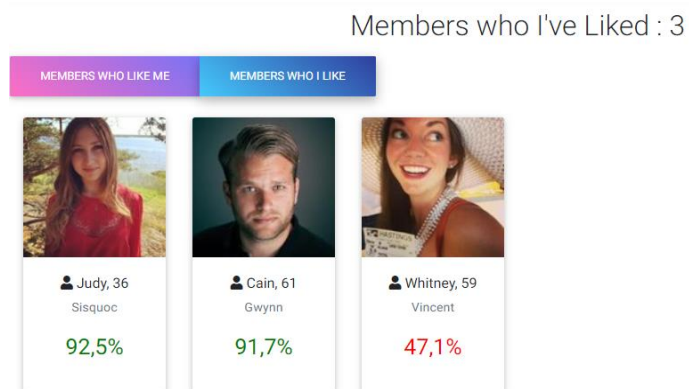 Members who I've Liked : 3
MEMBERS WHO LIKE ME
MEMBERS WHO I LIKE
HASTINGS
Judy, 36
Cain, 61
Whitney, 59
Sisquoc
Gwynn
Vincent
92,5%
91,7%
47,1%